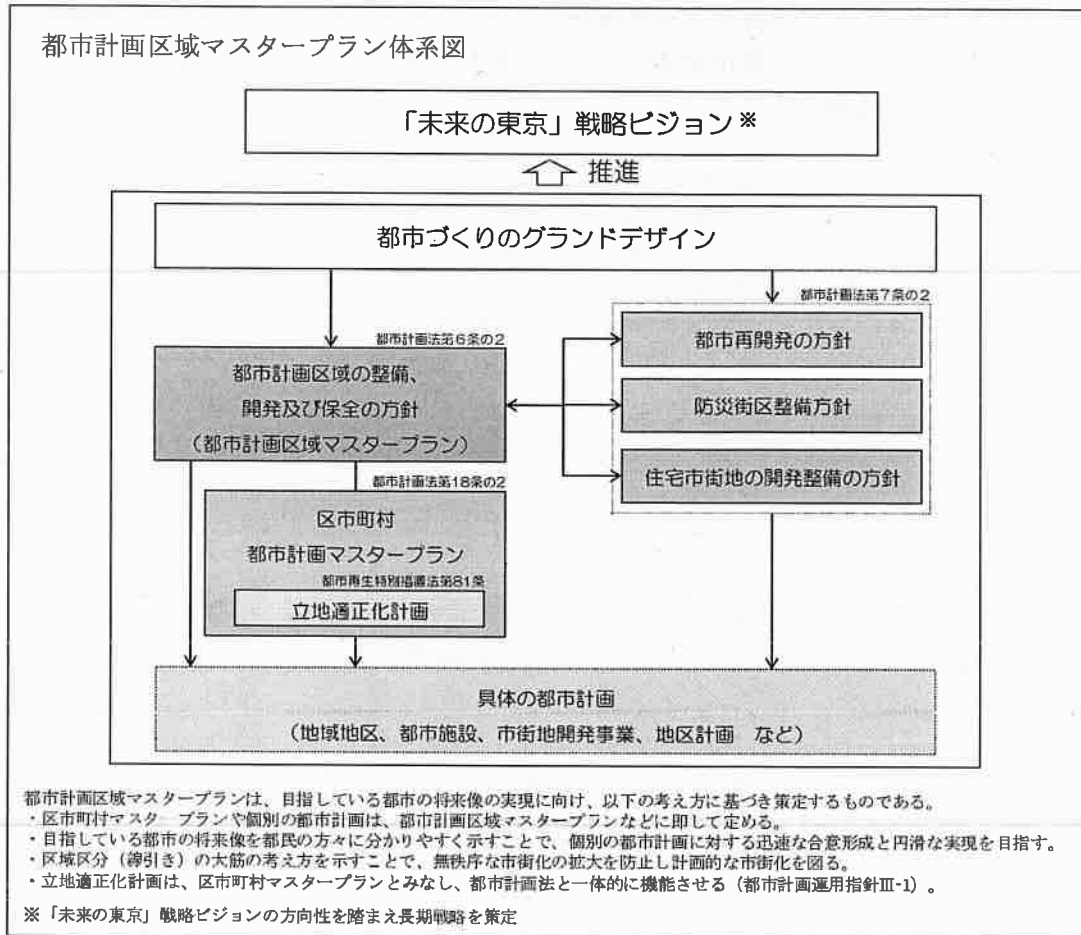 都市計画区域マスタープラン体系図
「未来の東京」戦略ビジョン※
推進
都市づくりのグランドデザイン
都市計画法第7条の2
都市計画法第6条の2
都市計画区域の整備、
開発及び保全の方針
（都市計画区域マスタープラン）
都市再開発の方針
防災街区整備方針
住宅市街地の開発整備の方針
都市計画法第18条の2
区市町村
都市計画マスタープラン
都市再生特別措置法第81条
立地適正化計画
具体の都市計画
（地域地区、都市施設、市街地開発事業、地区計画　など）
都市計画区域マスタープランは、目指している都市の将来像の実現に向け、以下の考え方に基づき策定するものである。
・区市町村マスタープランや個別の都市計画は、都市計画区域マスタープランなどに即して定める。
・目指している都市の将来像を都民の方々に分かりやすく示すことで、個別の都市計画に対する迅速な合意形成と円滑な実現を目指す。
・区域区分（線引き）の大筋の考え方を示すことで、無秩序な市街化の拡大を防止し計画的な市街化を図る。
・立地適正化計画は、区市町村マスタープランとみなし、都市計画法と一体的に機能させる（都市計画運用指針Ⅲ-1）。
※「未来の東京」戦略ビジョンの方向性を踏まえ長期戦略を策定